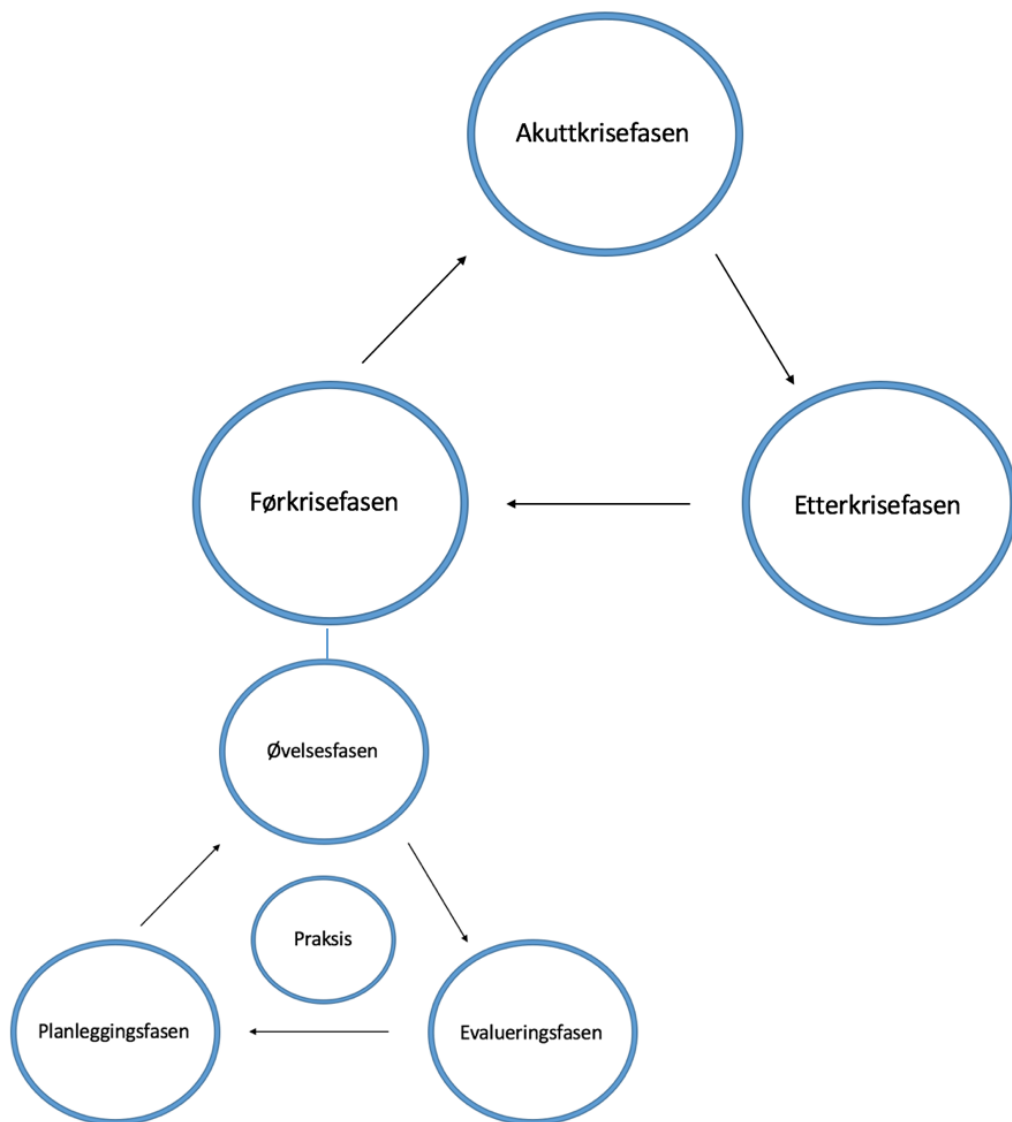 Akuttkrisefasen
Førkrisefasen
Etterkrisefasen
Øvelsesfasen
Praksis
Planleggingsfasen
Evalueringsfasen